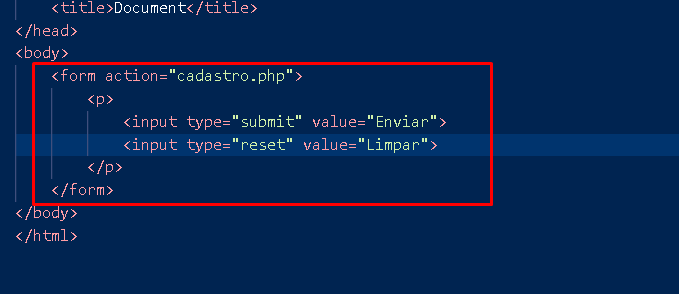 <title>Document</title>
</head>
<body>
<form action="cadastro.php">
<p>
<input type="submit" value="Enviar">
<input type="reset" value="Limpar">
</p>
</form>
</body>
</html>